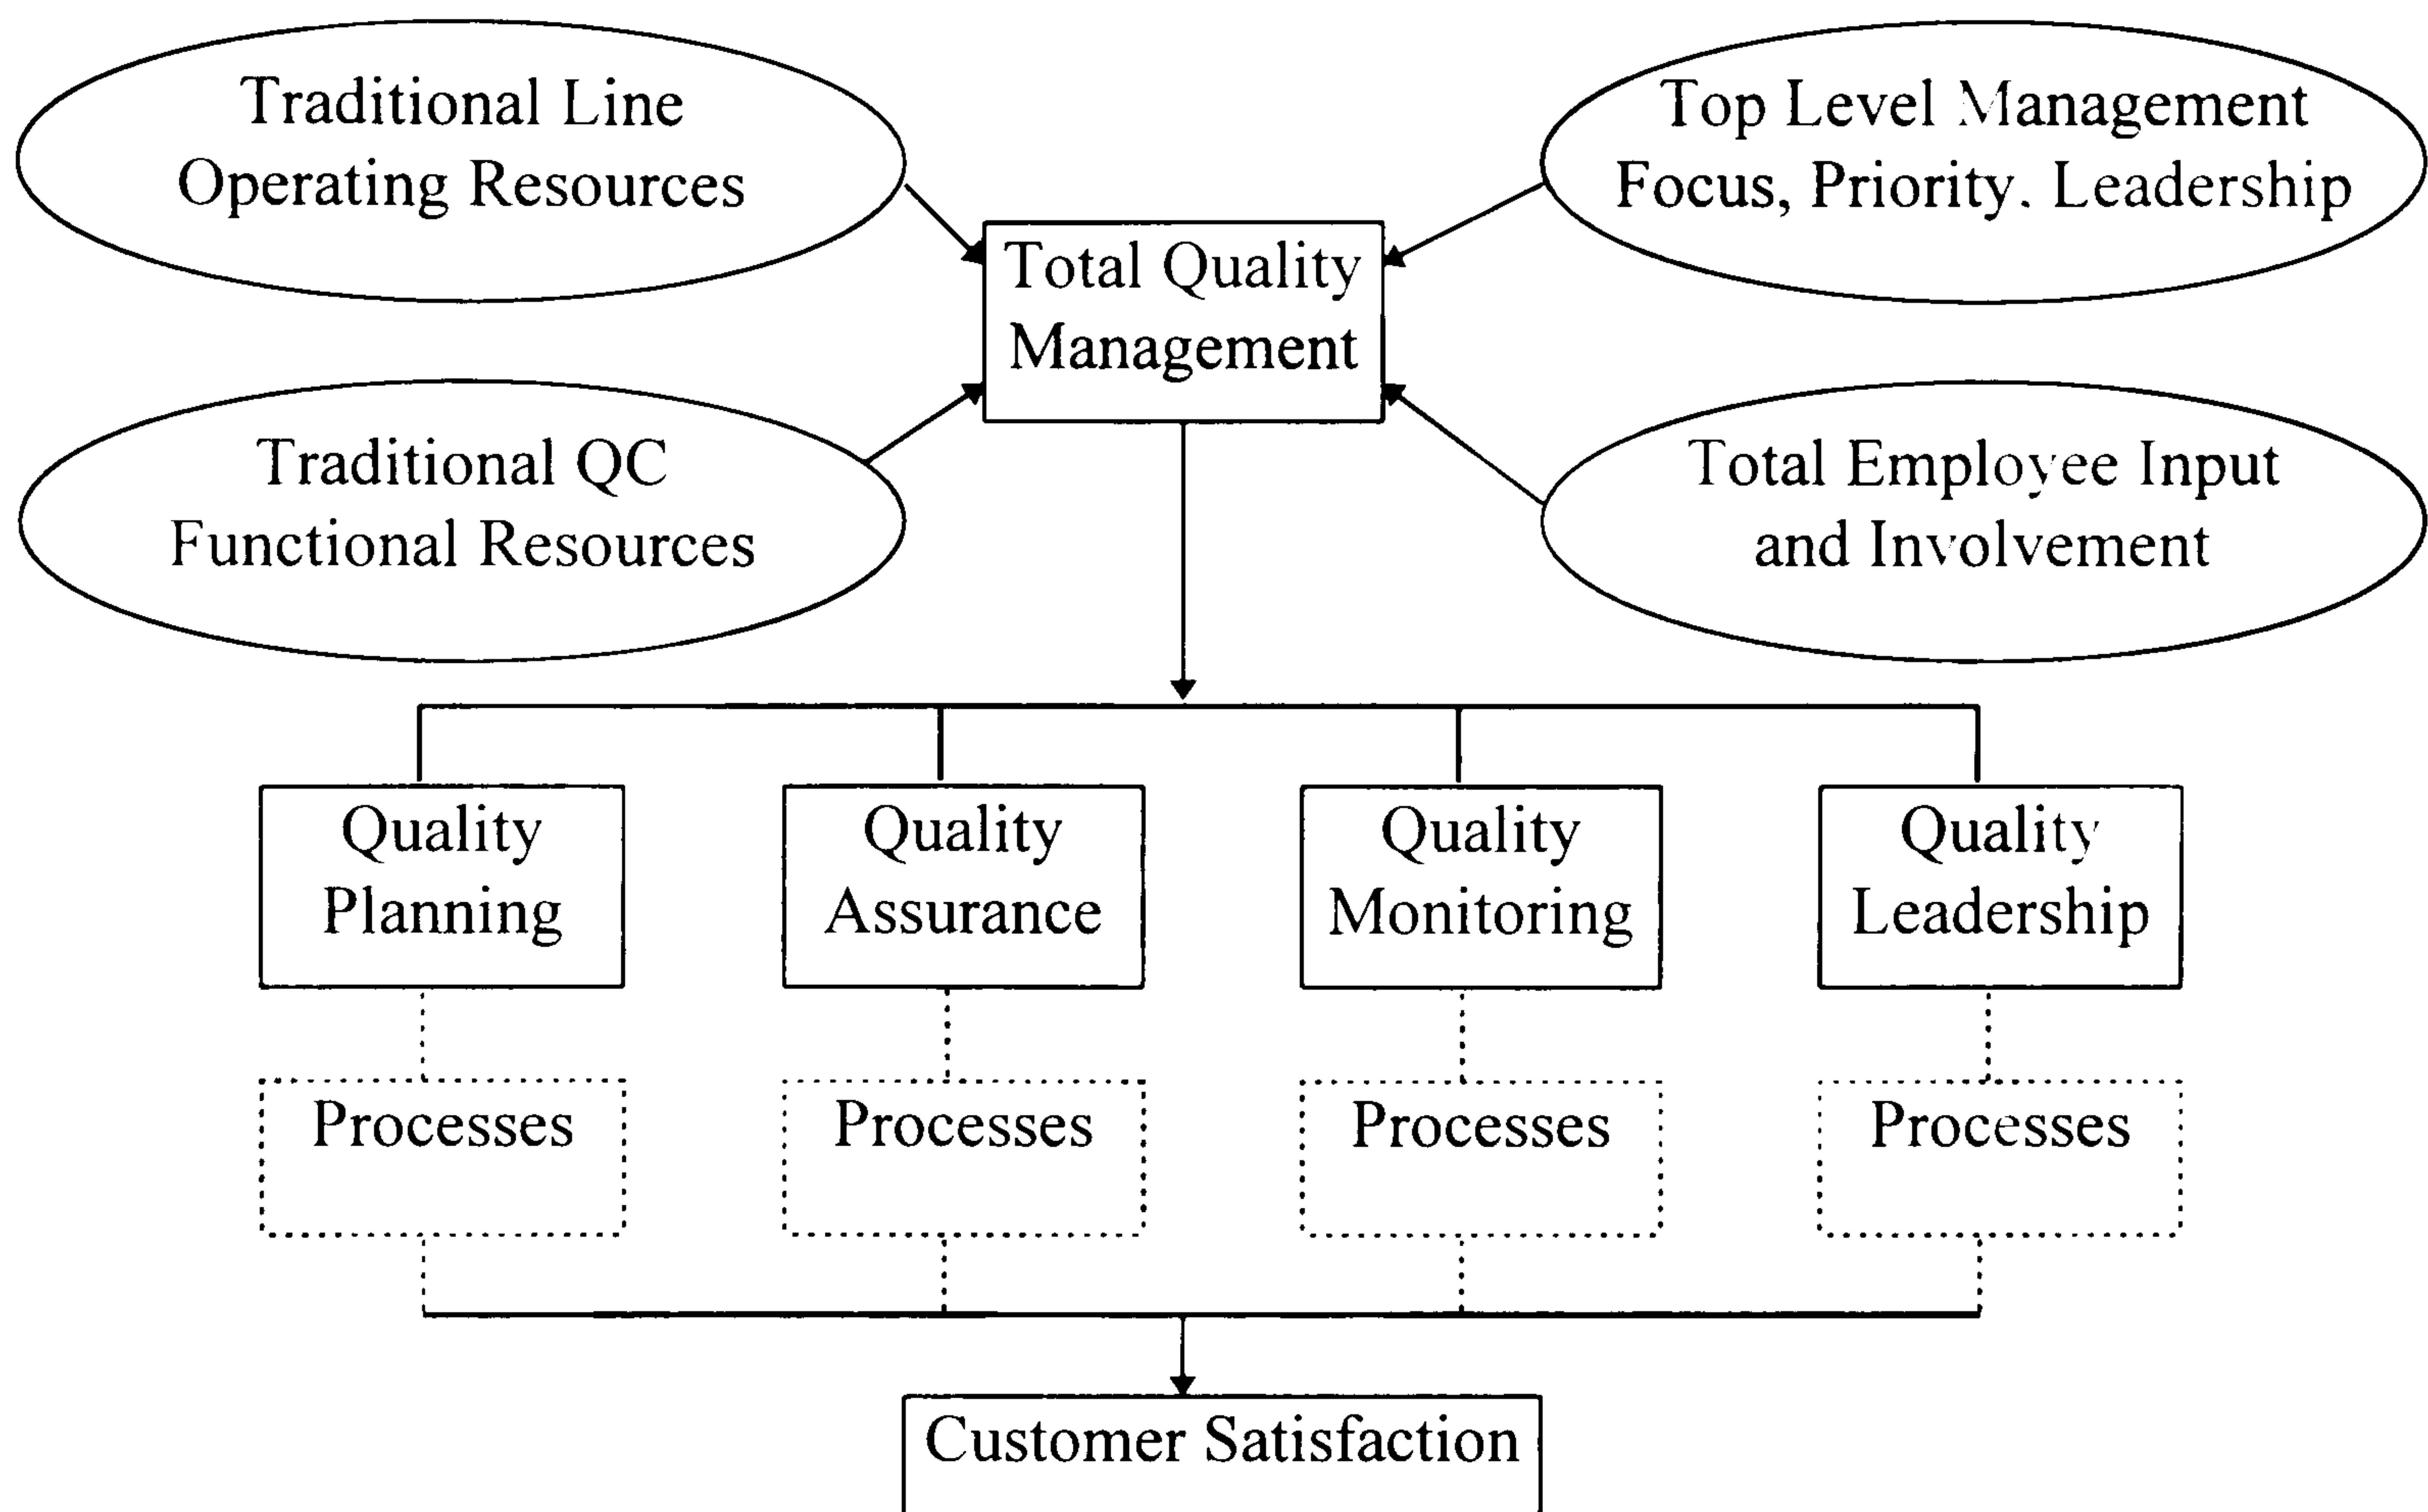 Traditional Line
Operating Resources
Top Level Management
Focus, Priority. Leadership
Total Quality
Management
Traditional QC
Functional Resources
Total Employee Input
and Involvement
Quality
Planning
Quality
Assurance
Quality
Monitoring
Quality
Leadership
Processes
Processes
Processes
Processes
Customer Satisfaction